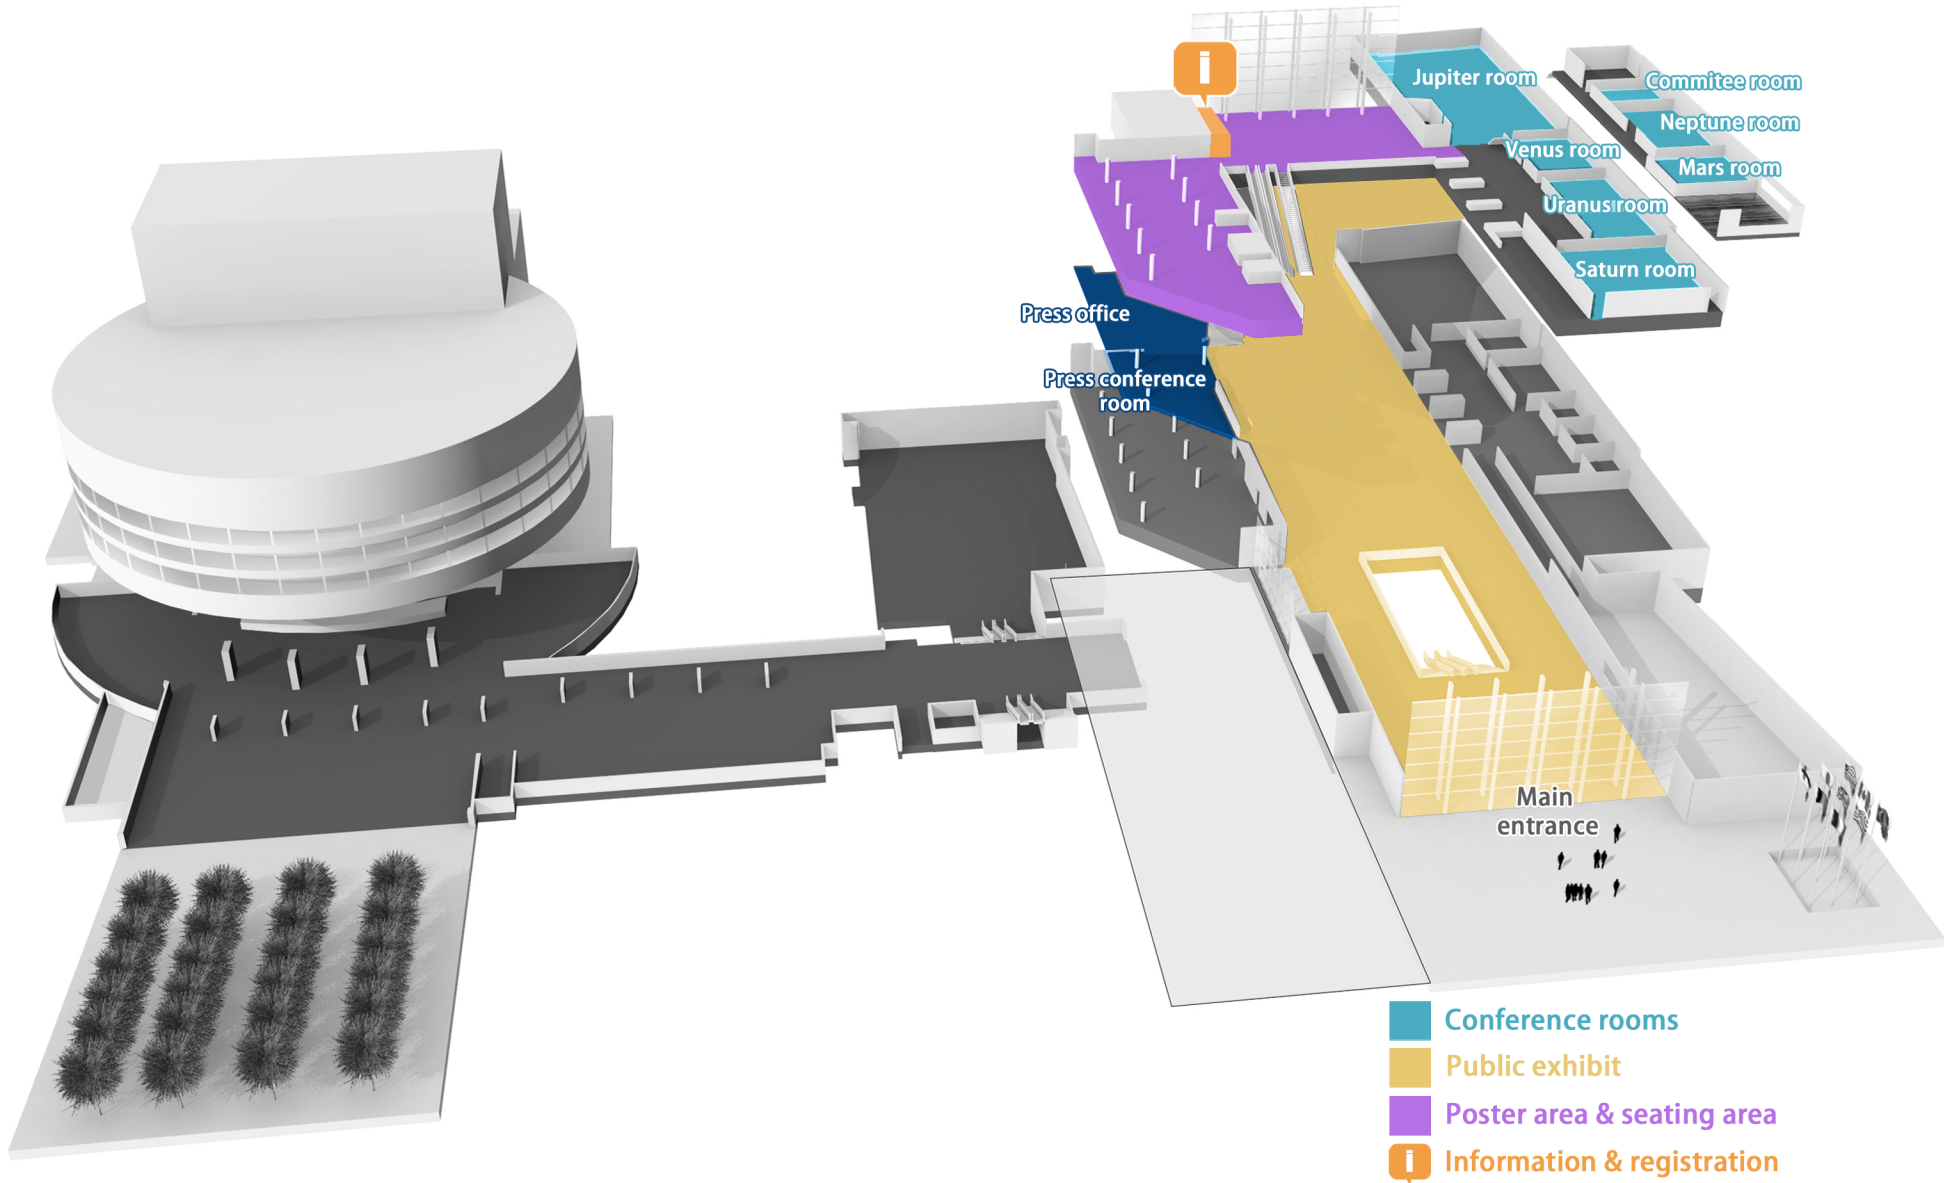 Jupiter room
Commitee room
Neptune room
Venus room
Mars room
Uranus room
Saturn room
Press office
Press conference
room
Main
entrance
Conference rooms
Public exhibit
Poster area & seating area
i Information & registration
i